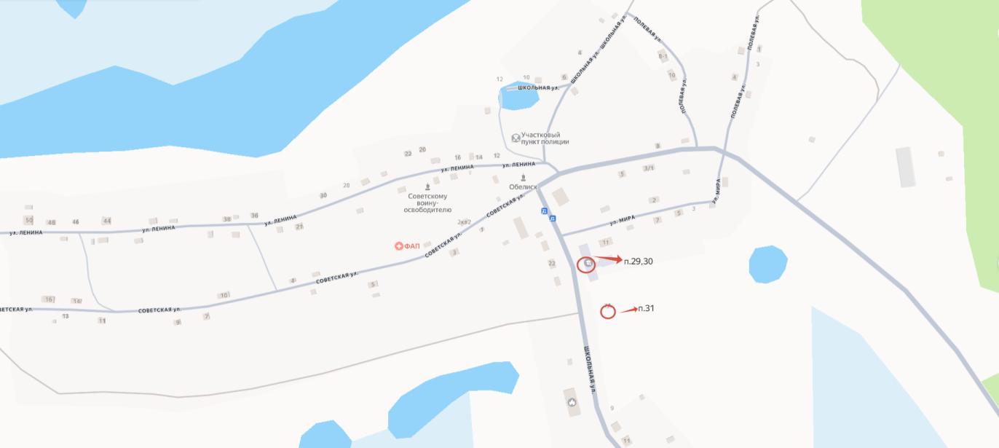 ПОЛЕВАЯ ул.
ПОЛЕВАЯ ул.
ШКОЛЬНАЯ ул.
4
ШКОЛЬНАЯ ул.
8-1
1
3
12
10
6
10
4
ШКОЛЬНАЯ ул.
ПОЛЕВАЯ ул.
ПОЛЕВАЯ ул.
Участковый
пункт полиции
22
20
16
14
12
8
ул. ЛЕНИНА
ул. ЛЕНИНА
5
3/1
Обелиск
28
30
Советскому
воину-
освободителю
СОВЕТСКАЯ ул.
ул. МИРА
2
3
5
7
ул. МИРА
50
48
46
44
38
36
ул. ЛЕНИНА
21
2кв2
1
ул. ЛЕНИНА
ул. ЛЕНИНА
ФАП
СОВЕТСКАЯ ул.
3
11
22
п.29,30
8
СОВЕТСКАЯ ул.
5
10
16
14
СОВЕТСКАЯ ул.
ЕТСКАЯ ул.
13
11
9
7
п.31
ШКОЛЬНАЯ ул.
9
11